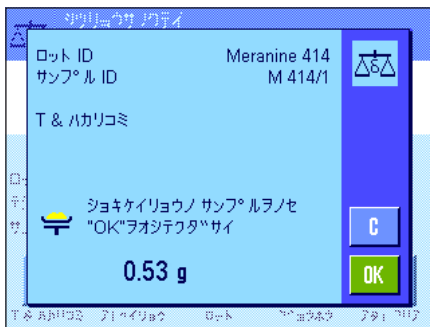 ロット ID Meranine 414
サンプ゜ル ID M 414/1
T & ハカリコミ
ショキケイリョウノ サンプ゜ルヲノセ
"OK"ヲオシテクタ゛サイ
C
0.53 g
OK